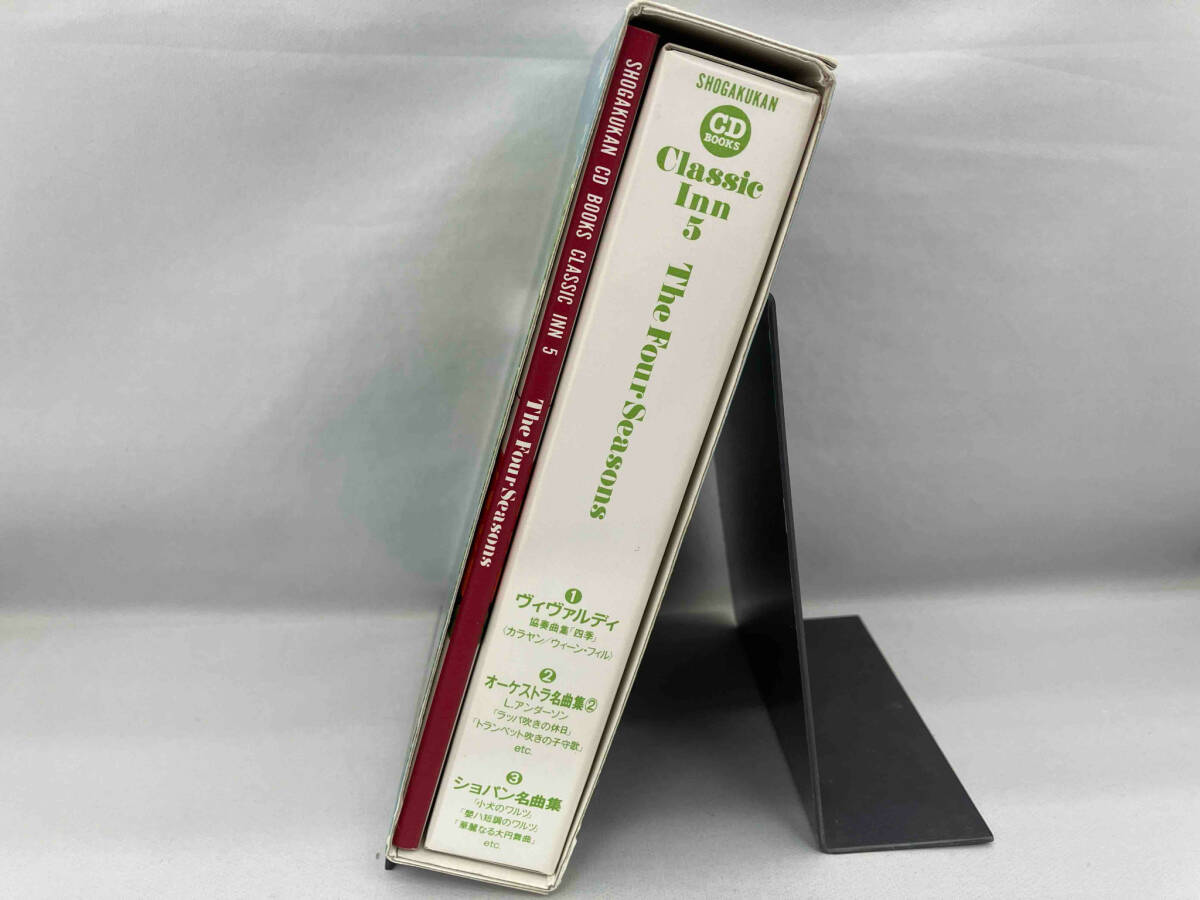 SHOGAKUKAN CD BOOKS CLASSIC INN 5 The Four Seasons
SHOGAKUKAN
CD
BOOKS
Classic
Inn
5
The Four Seasons
❶
ヴィヴァルディ
協奏曲集「四季」
〈カラヤン/ウィーン・フィル〉
❷
オーケストラ名曲集②
L.アンダーソン
「ラッパ吹きの休日」
「トランペット吹きの子守歌」
etc.
❸
ショパン名曲集
「小犬のワルツ」
「嬰ハ短調のワルツ」
「華麗なる大円舞曲」
etc.